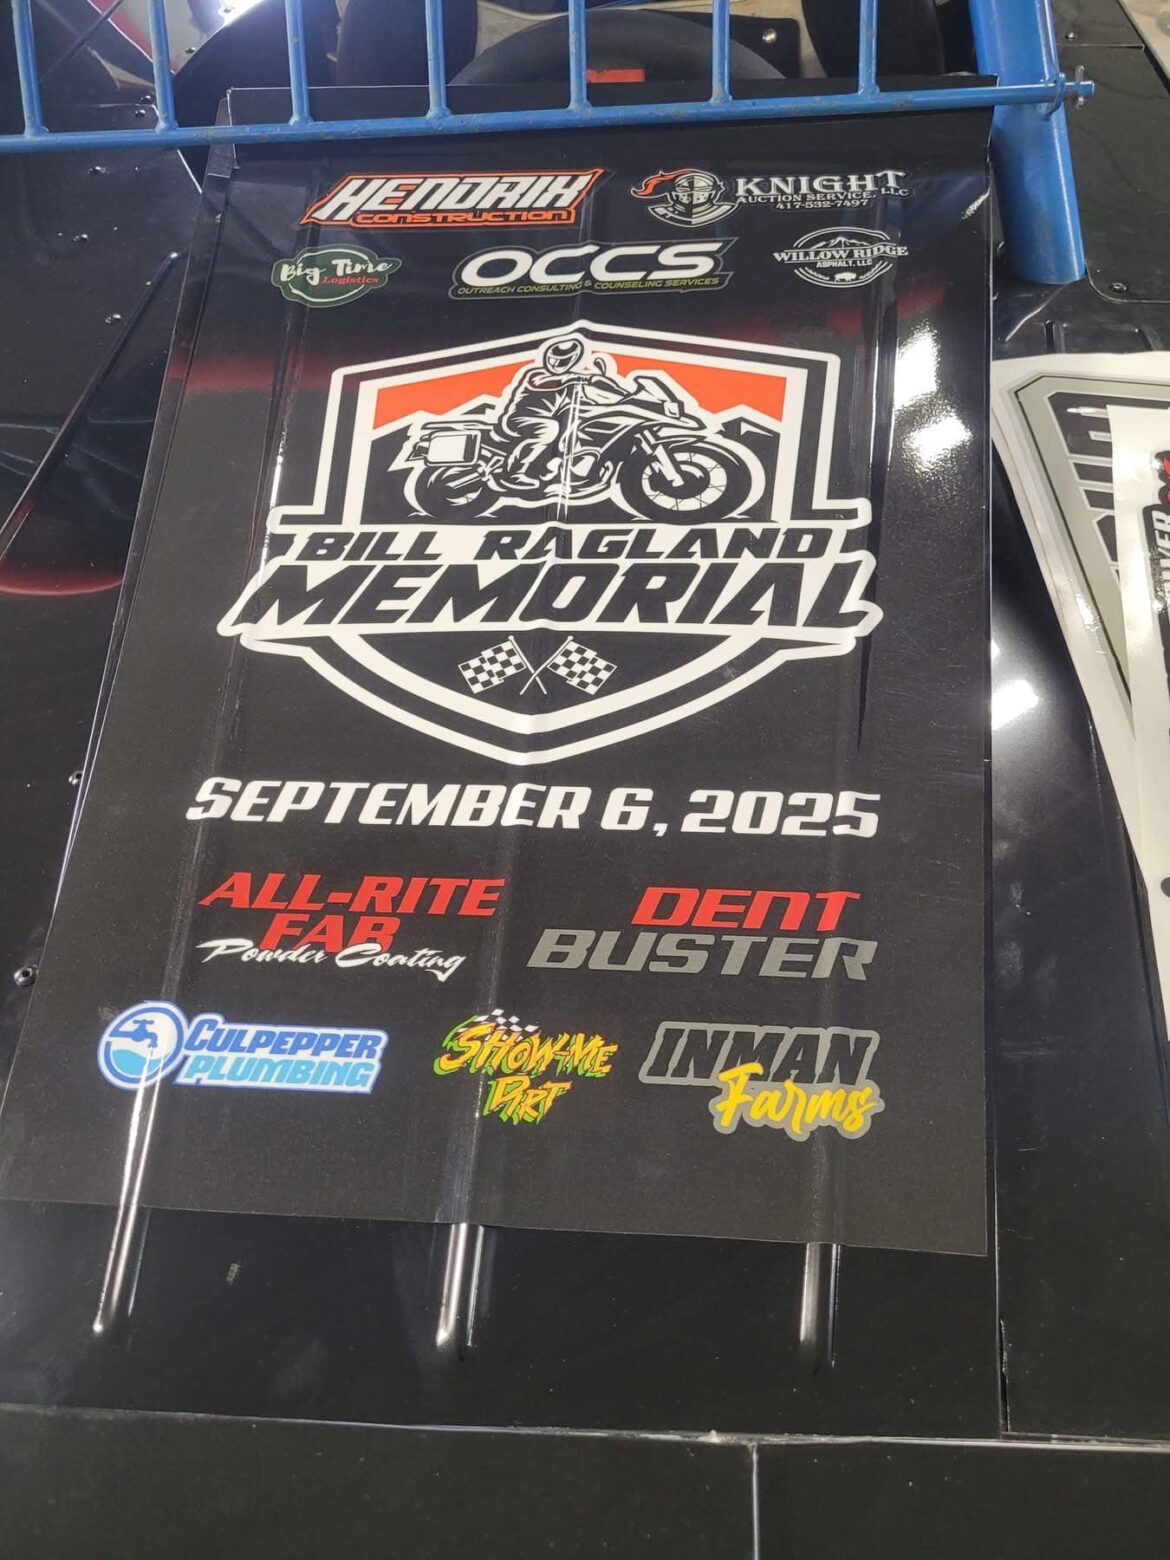 HENDRIX
CONSTRUCTION
KNIGHT
AUCTION SERVICE, LLC
417-532-7497
Big Time
Logistics
OCCS
OUTREACH CONSULTING & COUNSELING SERVICES
WILLOW RIDGE
ASPHALT, LLC
BILL RAGLAND
MEMORIAL
SEPTEMBER 6, 2025
ALL-RITE
FAB
Powder Coating
DENT
BUSTER
CULPEPPER
PLUMBING
SHOW-ME
DIRT
INMAN
Farms